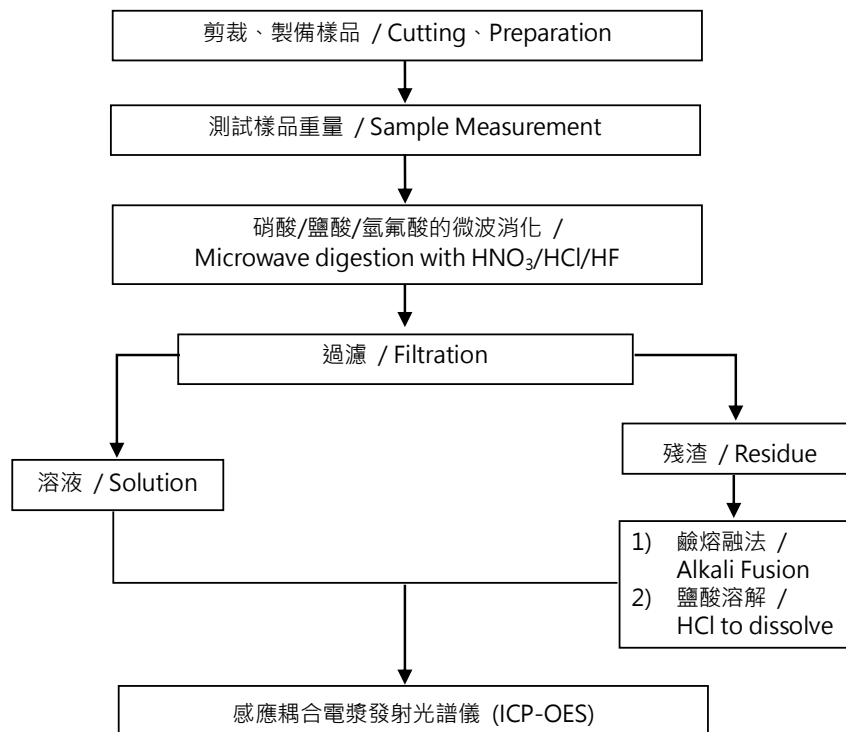 剪裁、製備樣品 / Cutting、Preparation
測試樣品重量 / Sample Measurement
硝酸/鹽酸/氫氟酸的微波消化 /
Microwave digestion with HNO₃/HCl/HF
過濾 / Filtration
溶液 / Solution
殘渣 / Residue
1) 鹼熔融法 /
Alkali Fusion
2) 鹽酸溶解 /
HCl to dissolve
感應耦合電漿發射光譜儀 (ICP-OES)